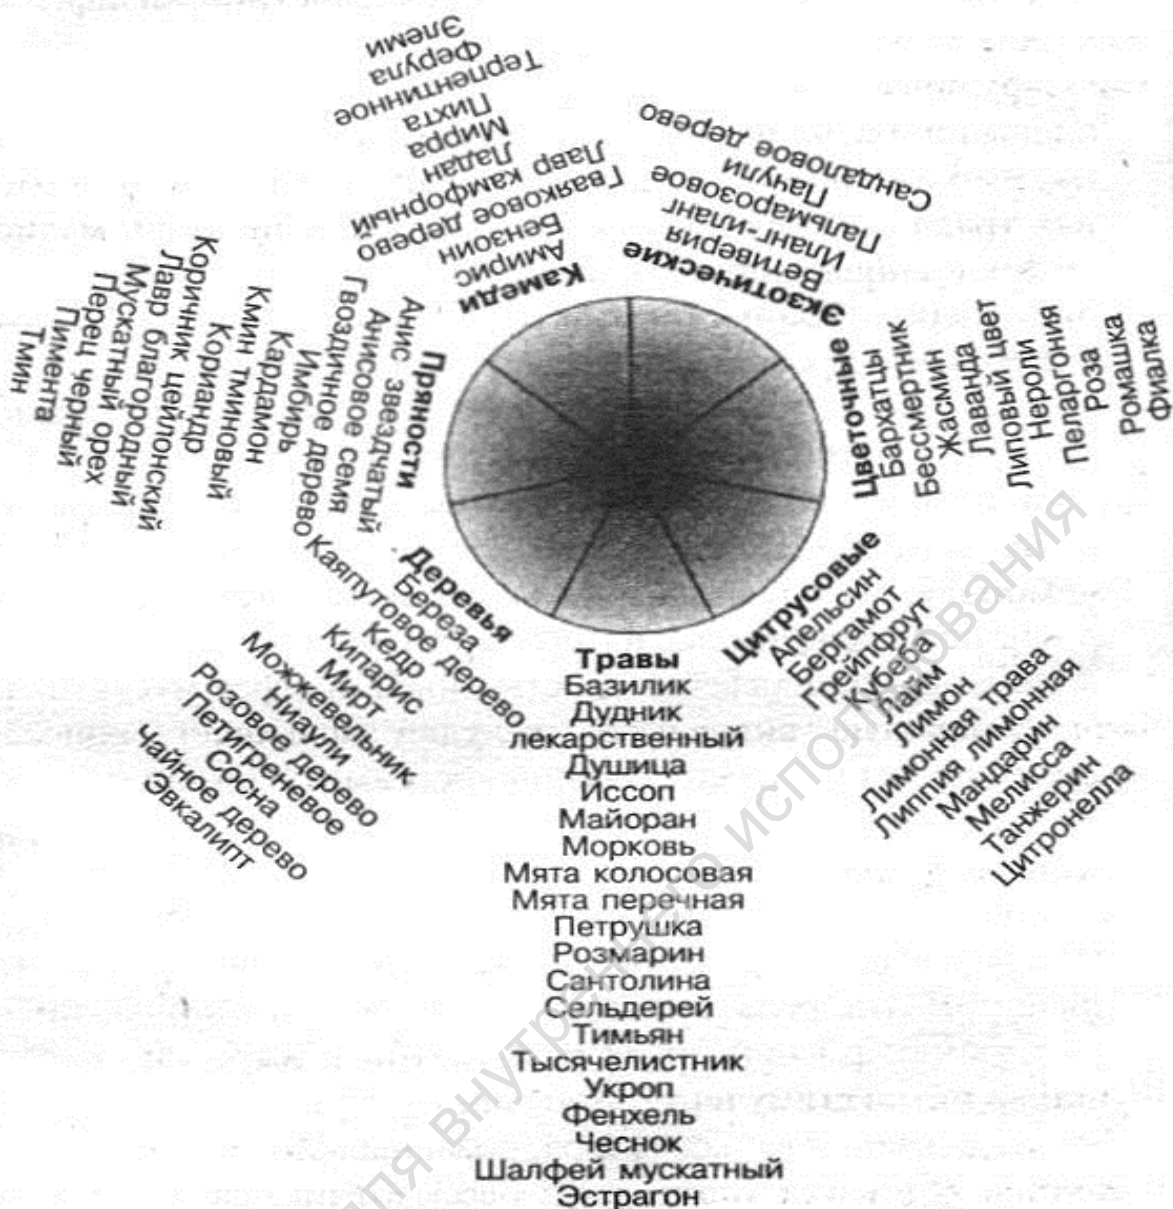 Камеди
Амирис
Бензоин
Гваяковое дерево
Лавр камфорный
Ладан
Мирра
Пихта
Терпентинное
Ферула
Элеми
Экзотические
Ветиверия
Иланг-иланг
Пальмарозовое
Пачули
Сандаловое дерево
Цветочные
Бархатцы
Бессмертник
Жасмин
Лаванда
Липовый цвет
Нероли
Пеларгония
Роза
Ромашка
Фиалка
Цитрусовые
Апельсин
Бергамот
Грейпфрут
Кубеба
Лайм
Лимон
Лимонная трава
Липпия лимонная
Мандарин
Мелисса
Танжерин
Цитронелла
Травы
Базилик
Дудник
лекарственный
Душица
Иссоп
Майоран
Морковь
Мята колосовая
Мята перечная
Петрушка
Розмарин
Сантолина
Сельдерей
Тимьян
Тысячелистник
Укроп
Фенхель
Чеснок
Шалфей мускатный
Эстрагон
Деревья
Береза
Каяпутовое дерево
Кедр
Кипарис
Мирт
Можжевельник
Ниаули
Розовое дерево
Петигреневое
Сосна
Чайное дерево
Эвкалипт
Пряности
Анис звездчатый
Анисовое семя
Гвоздичное дерево
Имбирь
Кардамон
Кмин тминовый
Кориандр
Коричник цейлонский
Лавр благородный
Мускатный орех
Перец черный
Пимента
Тмин
для внутреннего использования